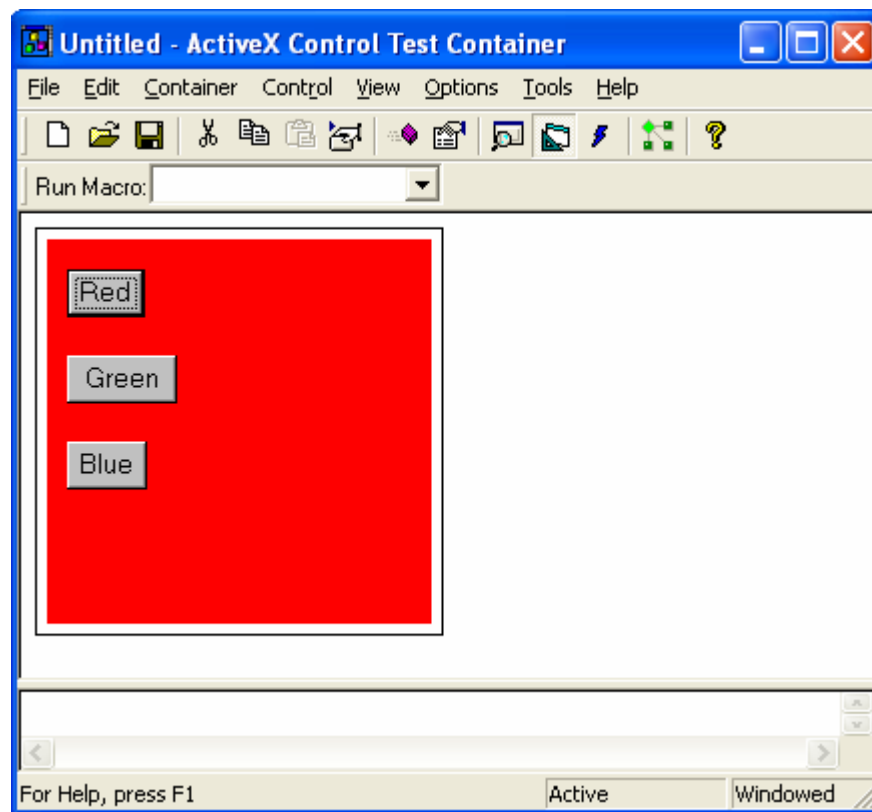 Untitled - ActiveX Control Test Container
File Edit Container Control View Options Tools Help
Run Macro:
Red
Green
Blue
For Help, press F1 Active Windowed